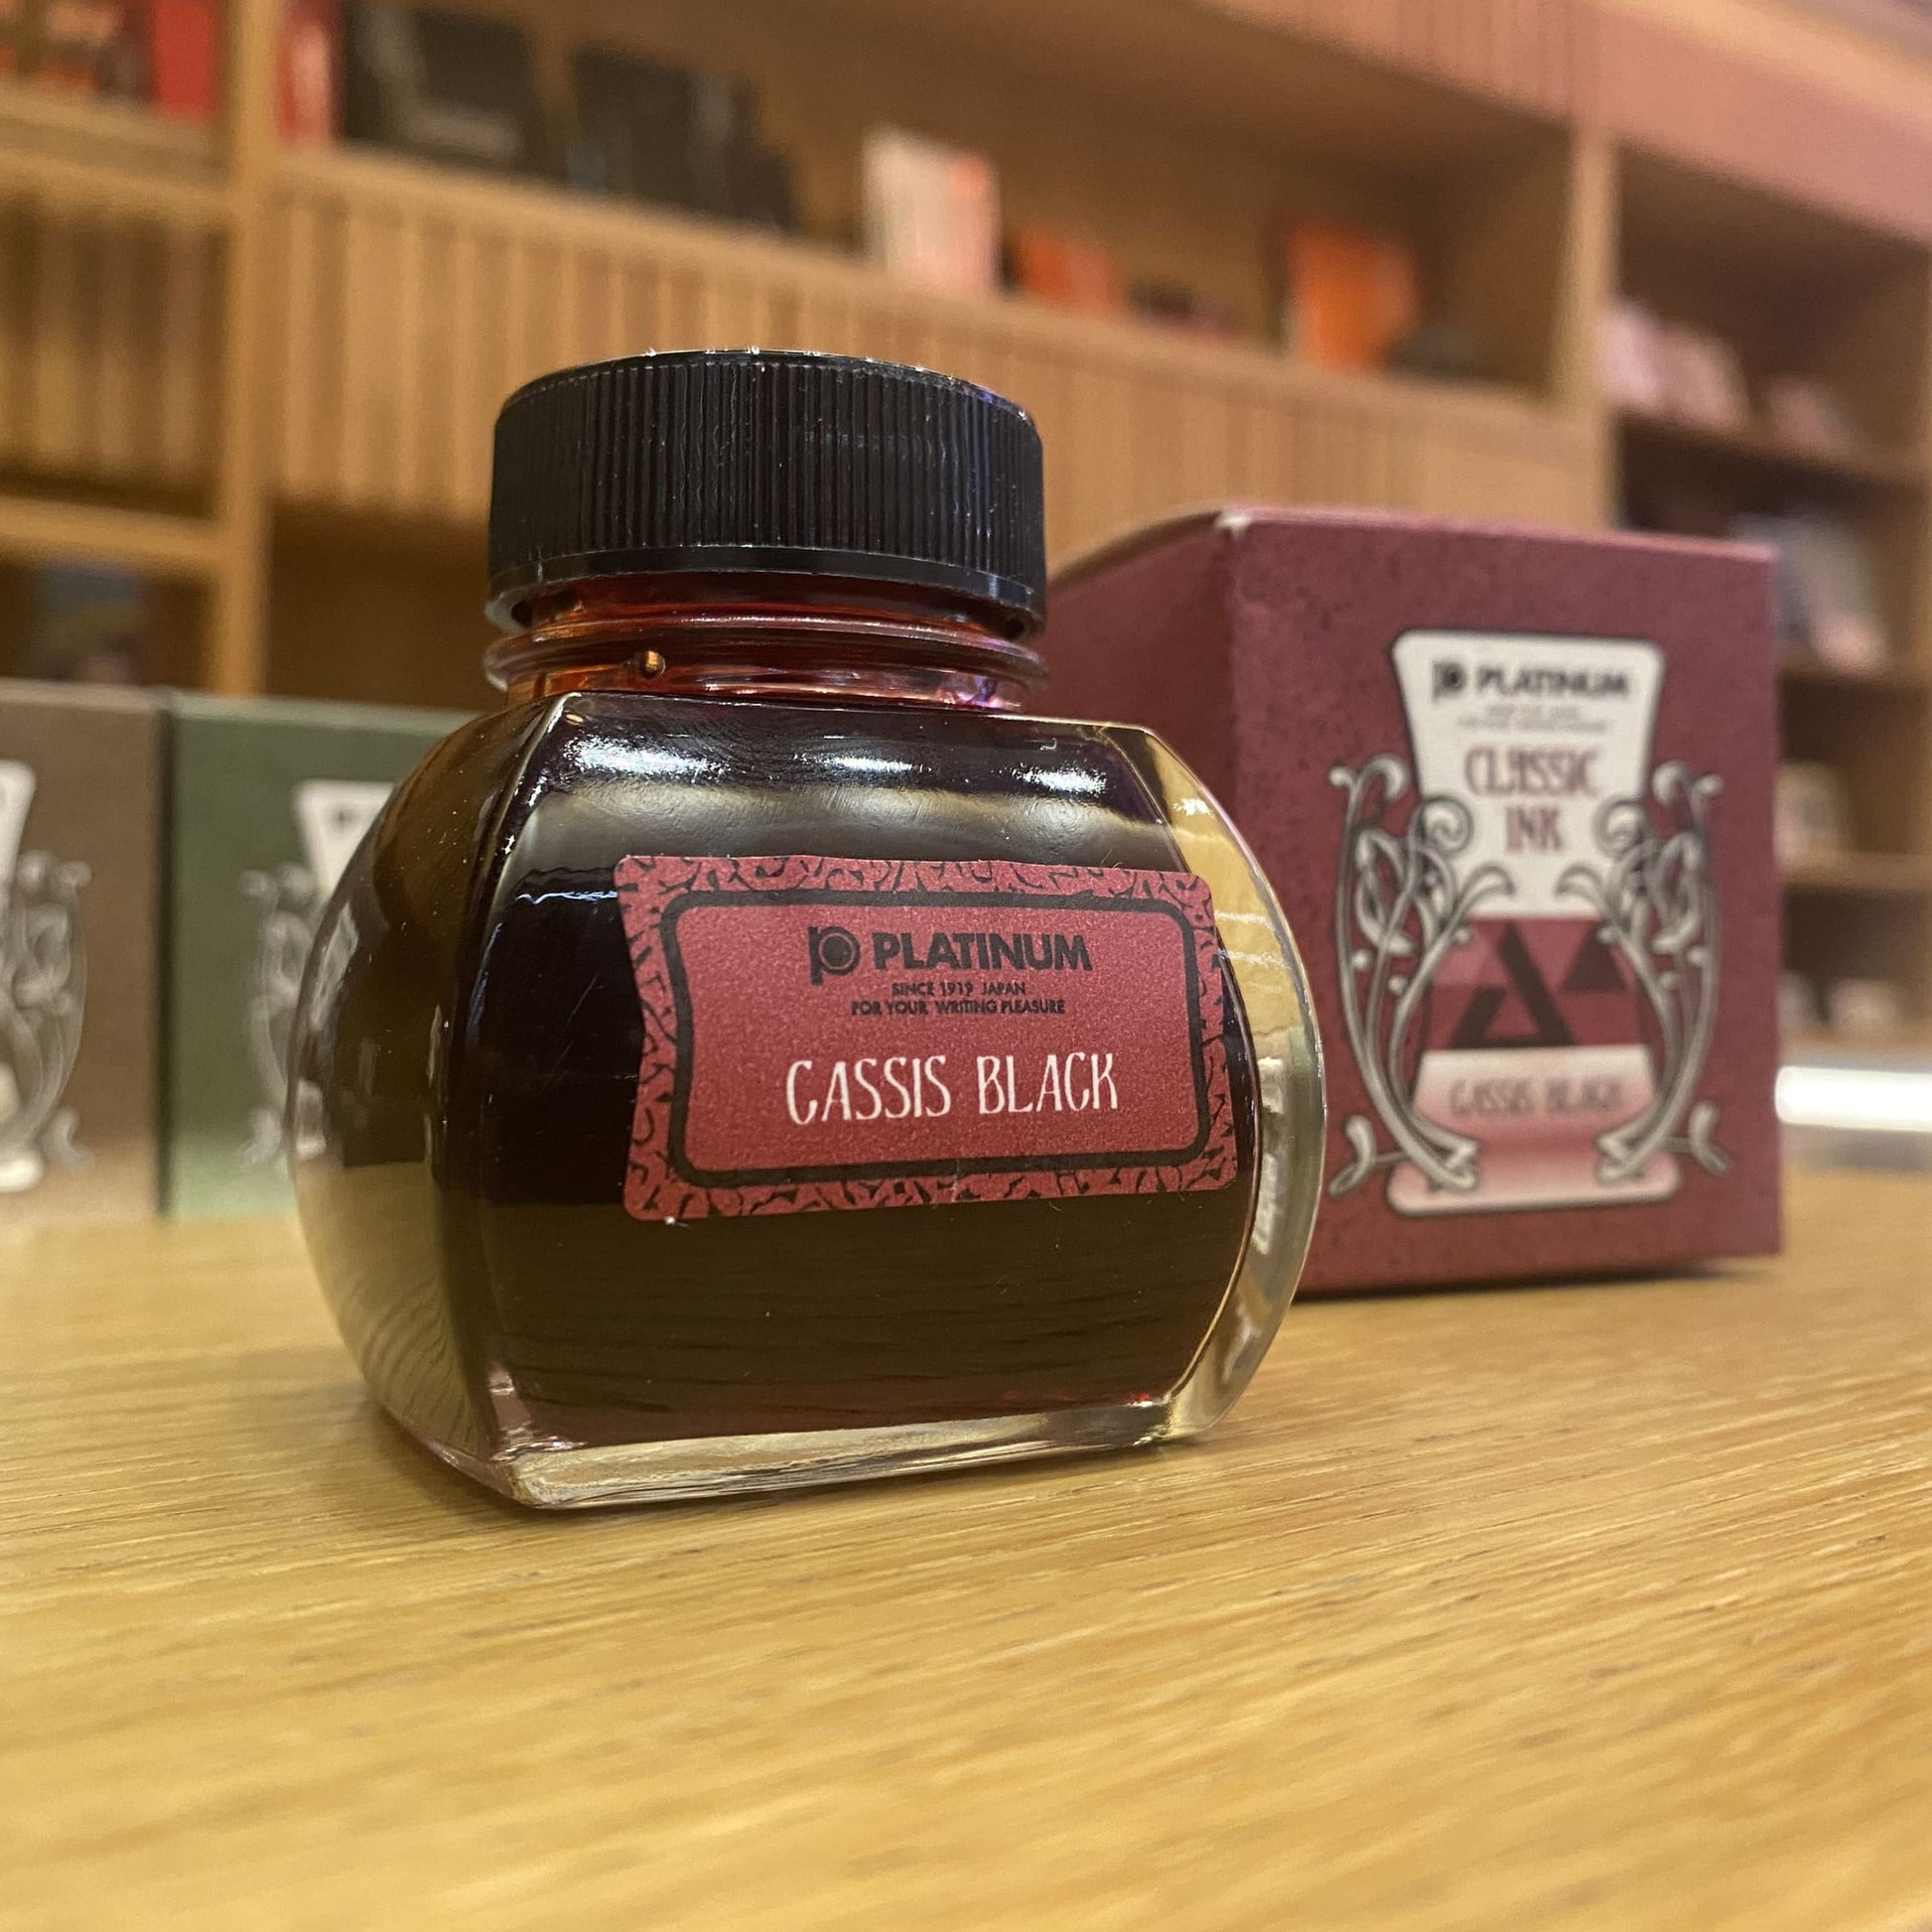 PLATINUM
SINCE 1919 JAPAN
FOR YOUR WRITING PLEASURE
CASSIS BLACK
PLATINUM
CLASSIC
INK
CASSIS BLACK